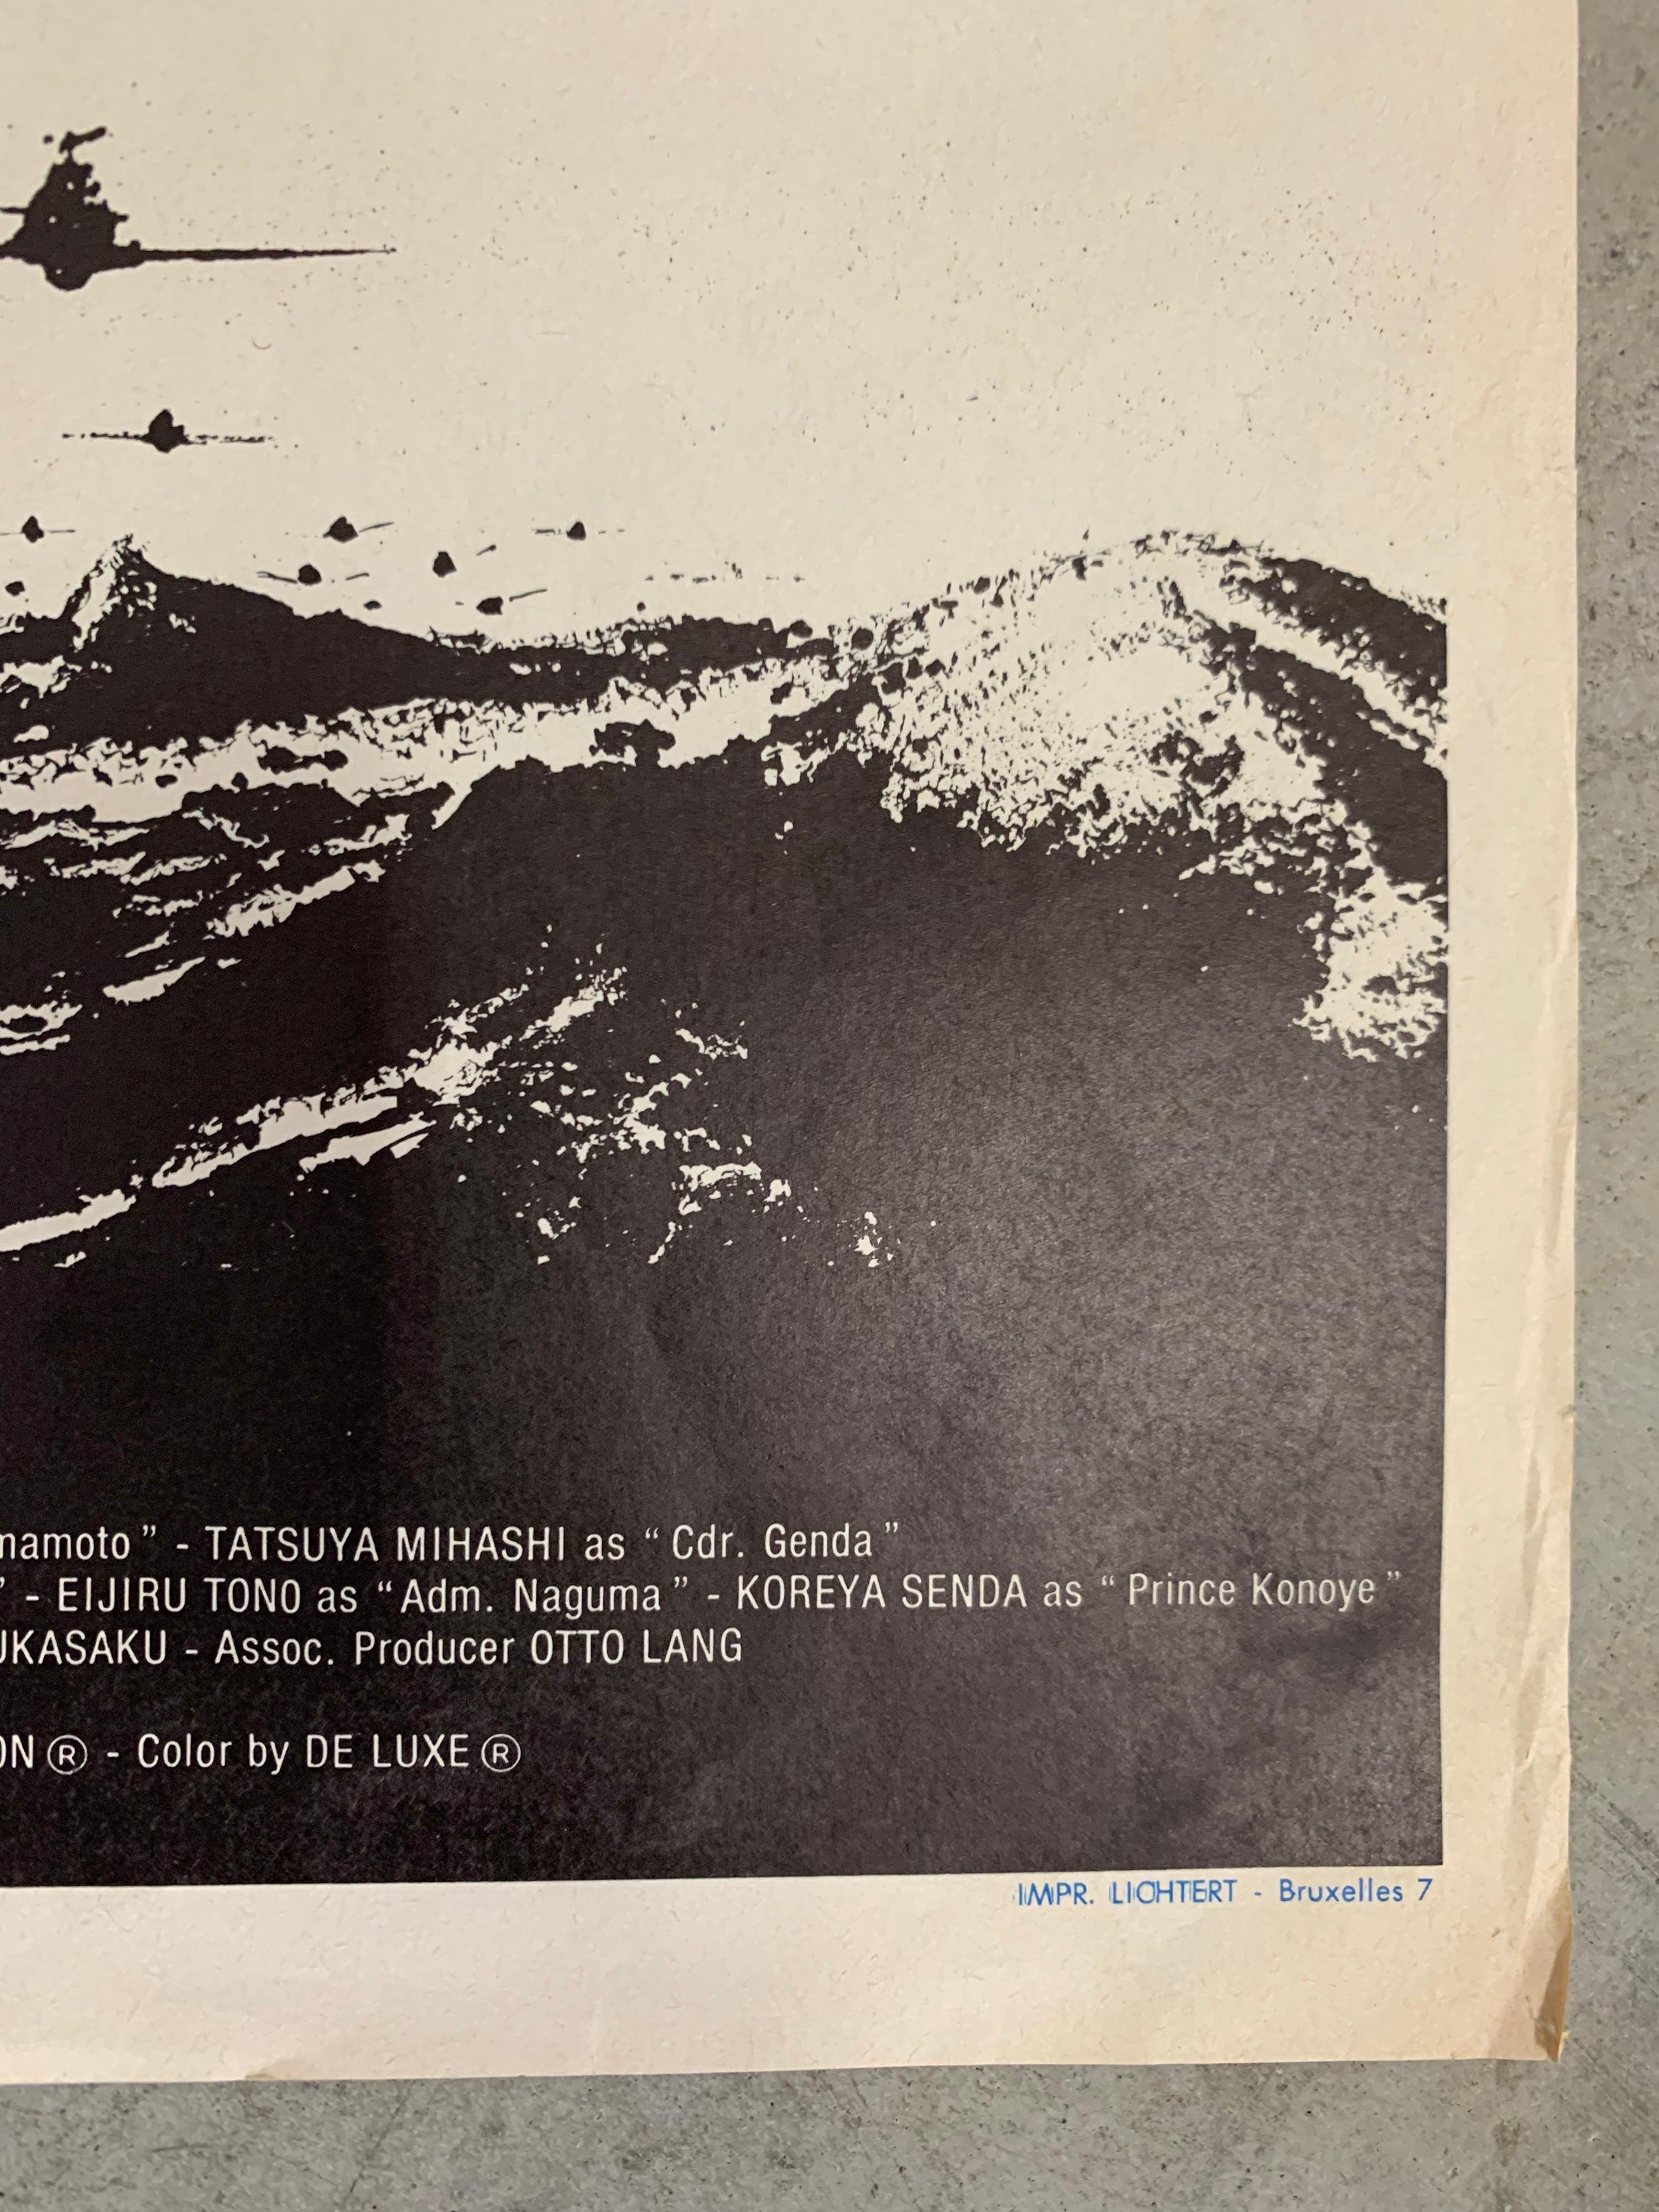 mamoto” - TATSUYA MIHASHI as “Cdr. Genda”
” - EIJIRU TONO as “Adm. Naguma” - KOREYA SENDA as “Prince Konoye”
UKASAKU - Assoc. Producer OTTO LANG
ON® - Color by DE LUXE®
IMPR. LICHTERT - Bruxelles 7